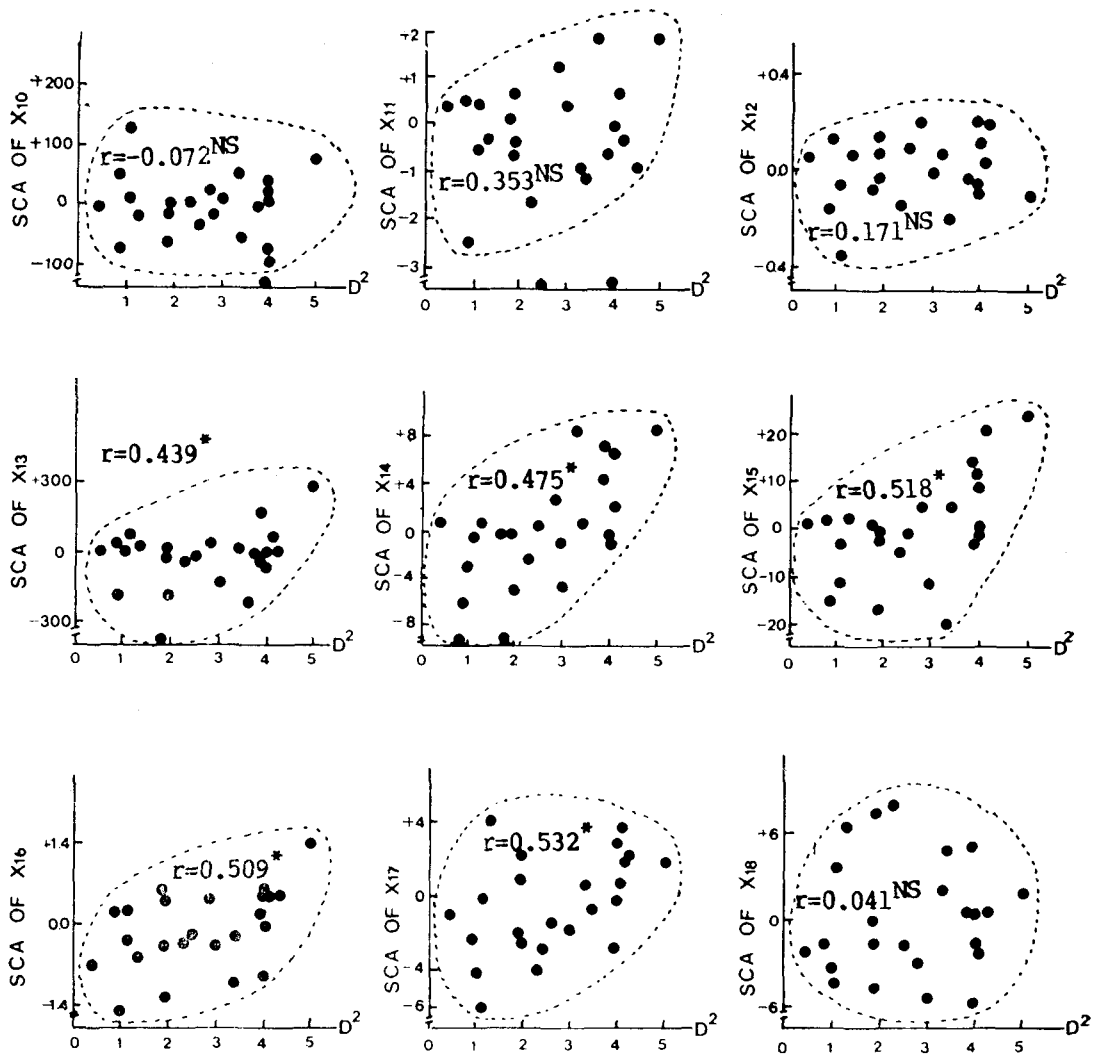 SCA OF X10
+200
+100
0
-100
r=-0.072NS
1 2 3 4 5 D2
SCA OF X11
+2
+1
0
-1
-2
-3
r=0.353NS
0 1 2 3 4 5 D2
SCA OF X12
+0.4
0.0
-0.4
r=0.171NS
0 1 2 3 4 5 D2
SCA OF X13
+300
0
-300
r=0.439*
0 1 2 3 4 5 D2
SCA OF X14
+8
+4
0
-4
-8
r=0.475*
0 1 2 3 4 5 D2
SCA OF X15
+20
+10
0
-10
-20
r=0.518*
0 1 2 3 4 5 D2
SCA OF X16
+1.4
0.0
-1.4
r=0.509*
0 1 2 3 4 5 D2
SCA OF X17
+4
0
-4
-6
r=0.532*
0 1 2 3 4 5 D2
SCA OF X18
+6
0
-6
r=0.041NS
0 1 2 3 4 5 D2